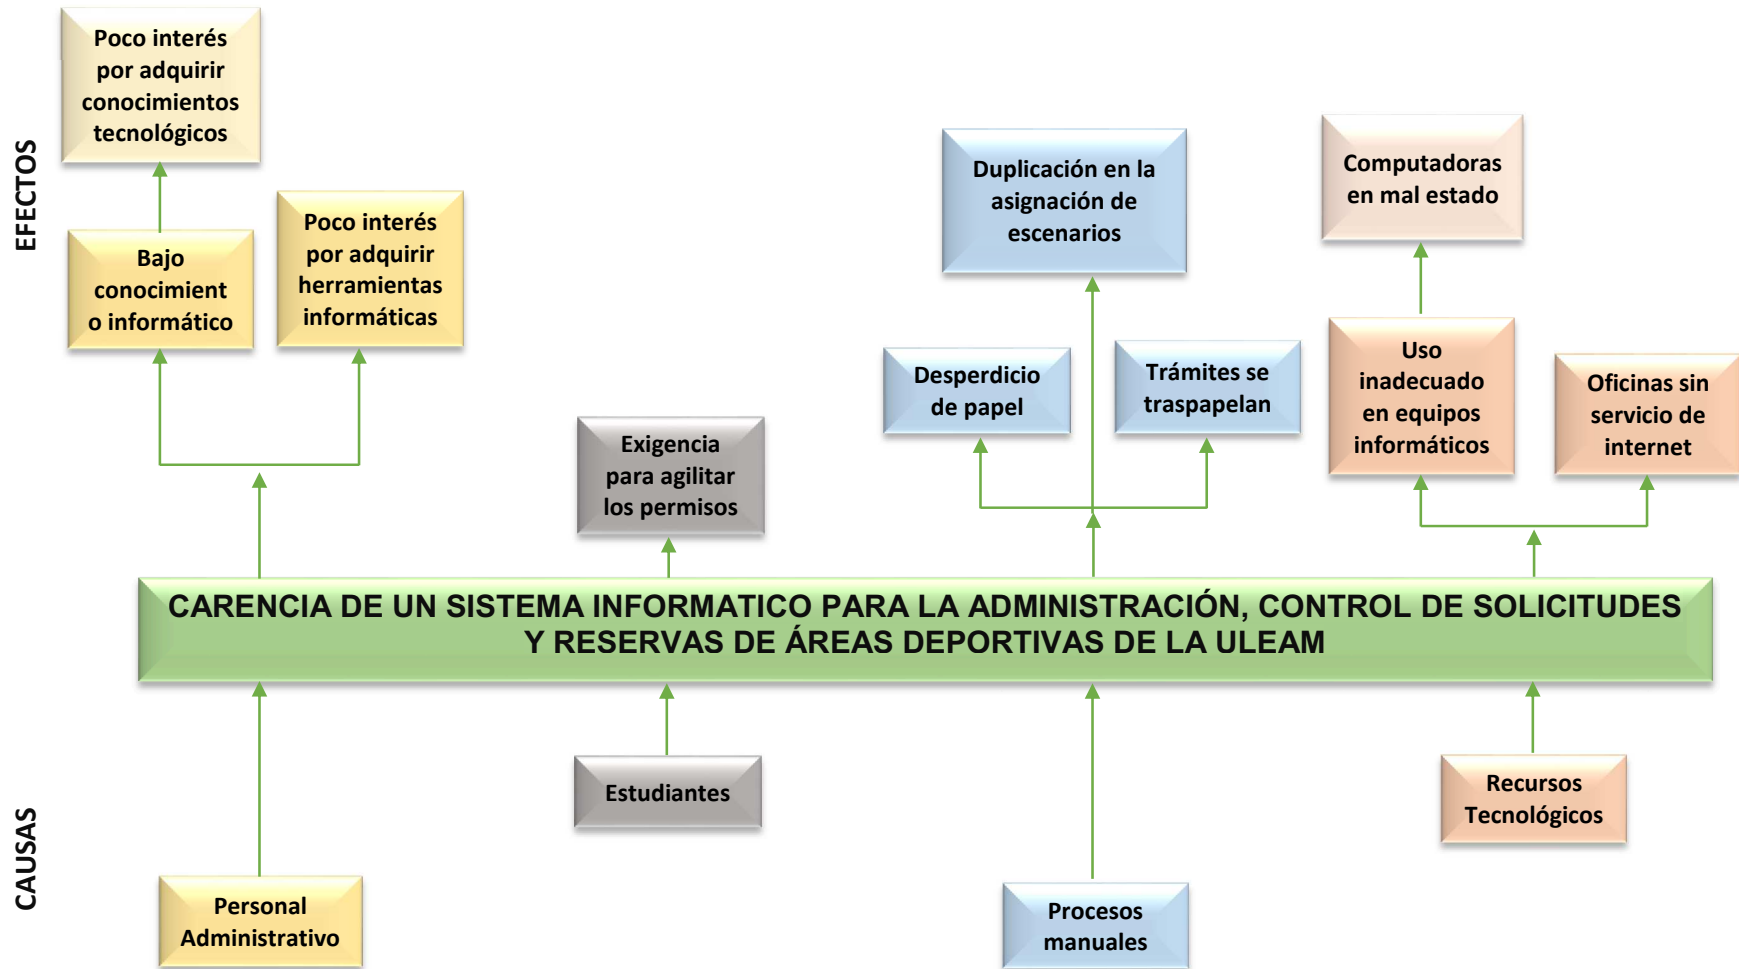 EFECTOS
Poco interés
por adquirir
conocimientos
tecnológicos
Bajo
conocimient
o informático
Poco interés
por adquirir
herramientas
informáticas
Exigencia
para agilitar
los permisos
Duplicación en la
asignación de
escenarios
Desperdicio
de papel
Trámites se
traspapelan
Computadoras
en mal estado
Uso
inadecuado
en equipos
informáticos
Oficinas sin
servicio de
internet
CARENCIA DE UN SISTEMA INFORMATICO PARA LA ADMINISTRACIÓN, CONTROL DE SOLICITUDES
Y RESERVAS DE ÁREAS DEPORTIVAS DE LA ULEAM
CAUSAS
Personal
Administrativo
Estudiantes
Procesos
manuales
Recursos
Tecnológicos